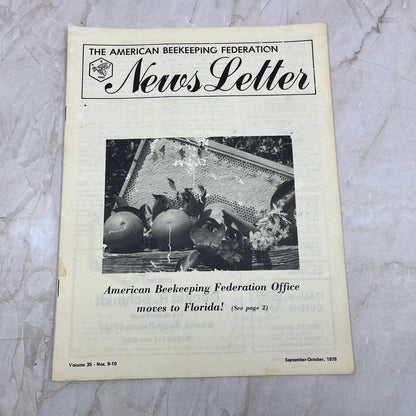 THE AMERICAN BEEKEEPING FEDERATION
News Letter
American Beekeeping Federation Office
moves to Florida! (See page 2)
Volume 35 - Nos. 9-10
September-October, 1978